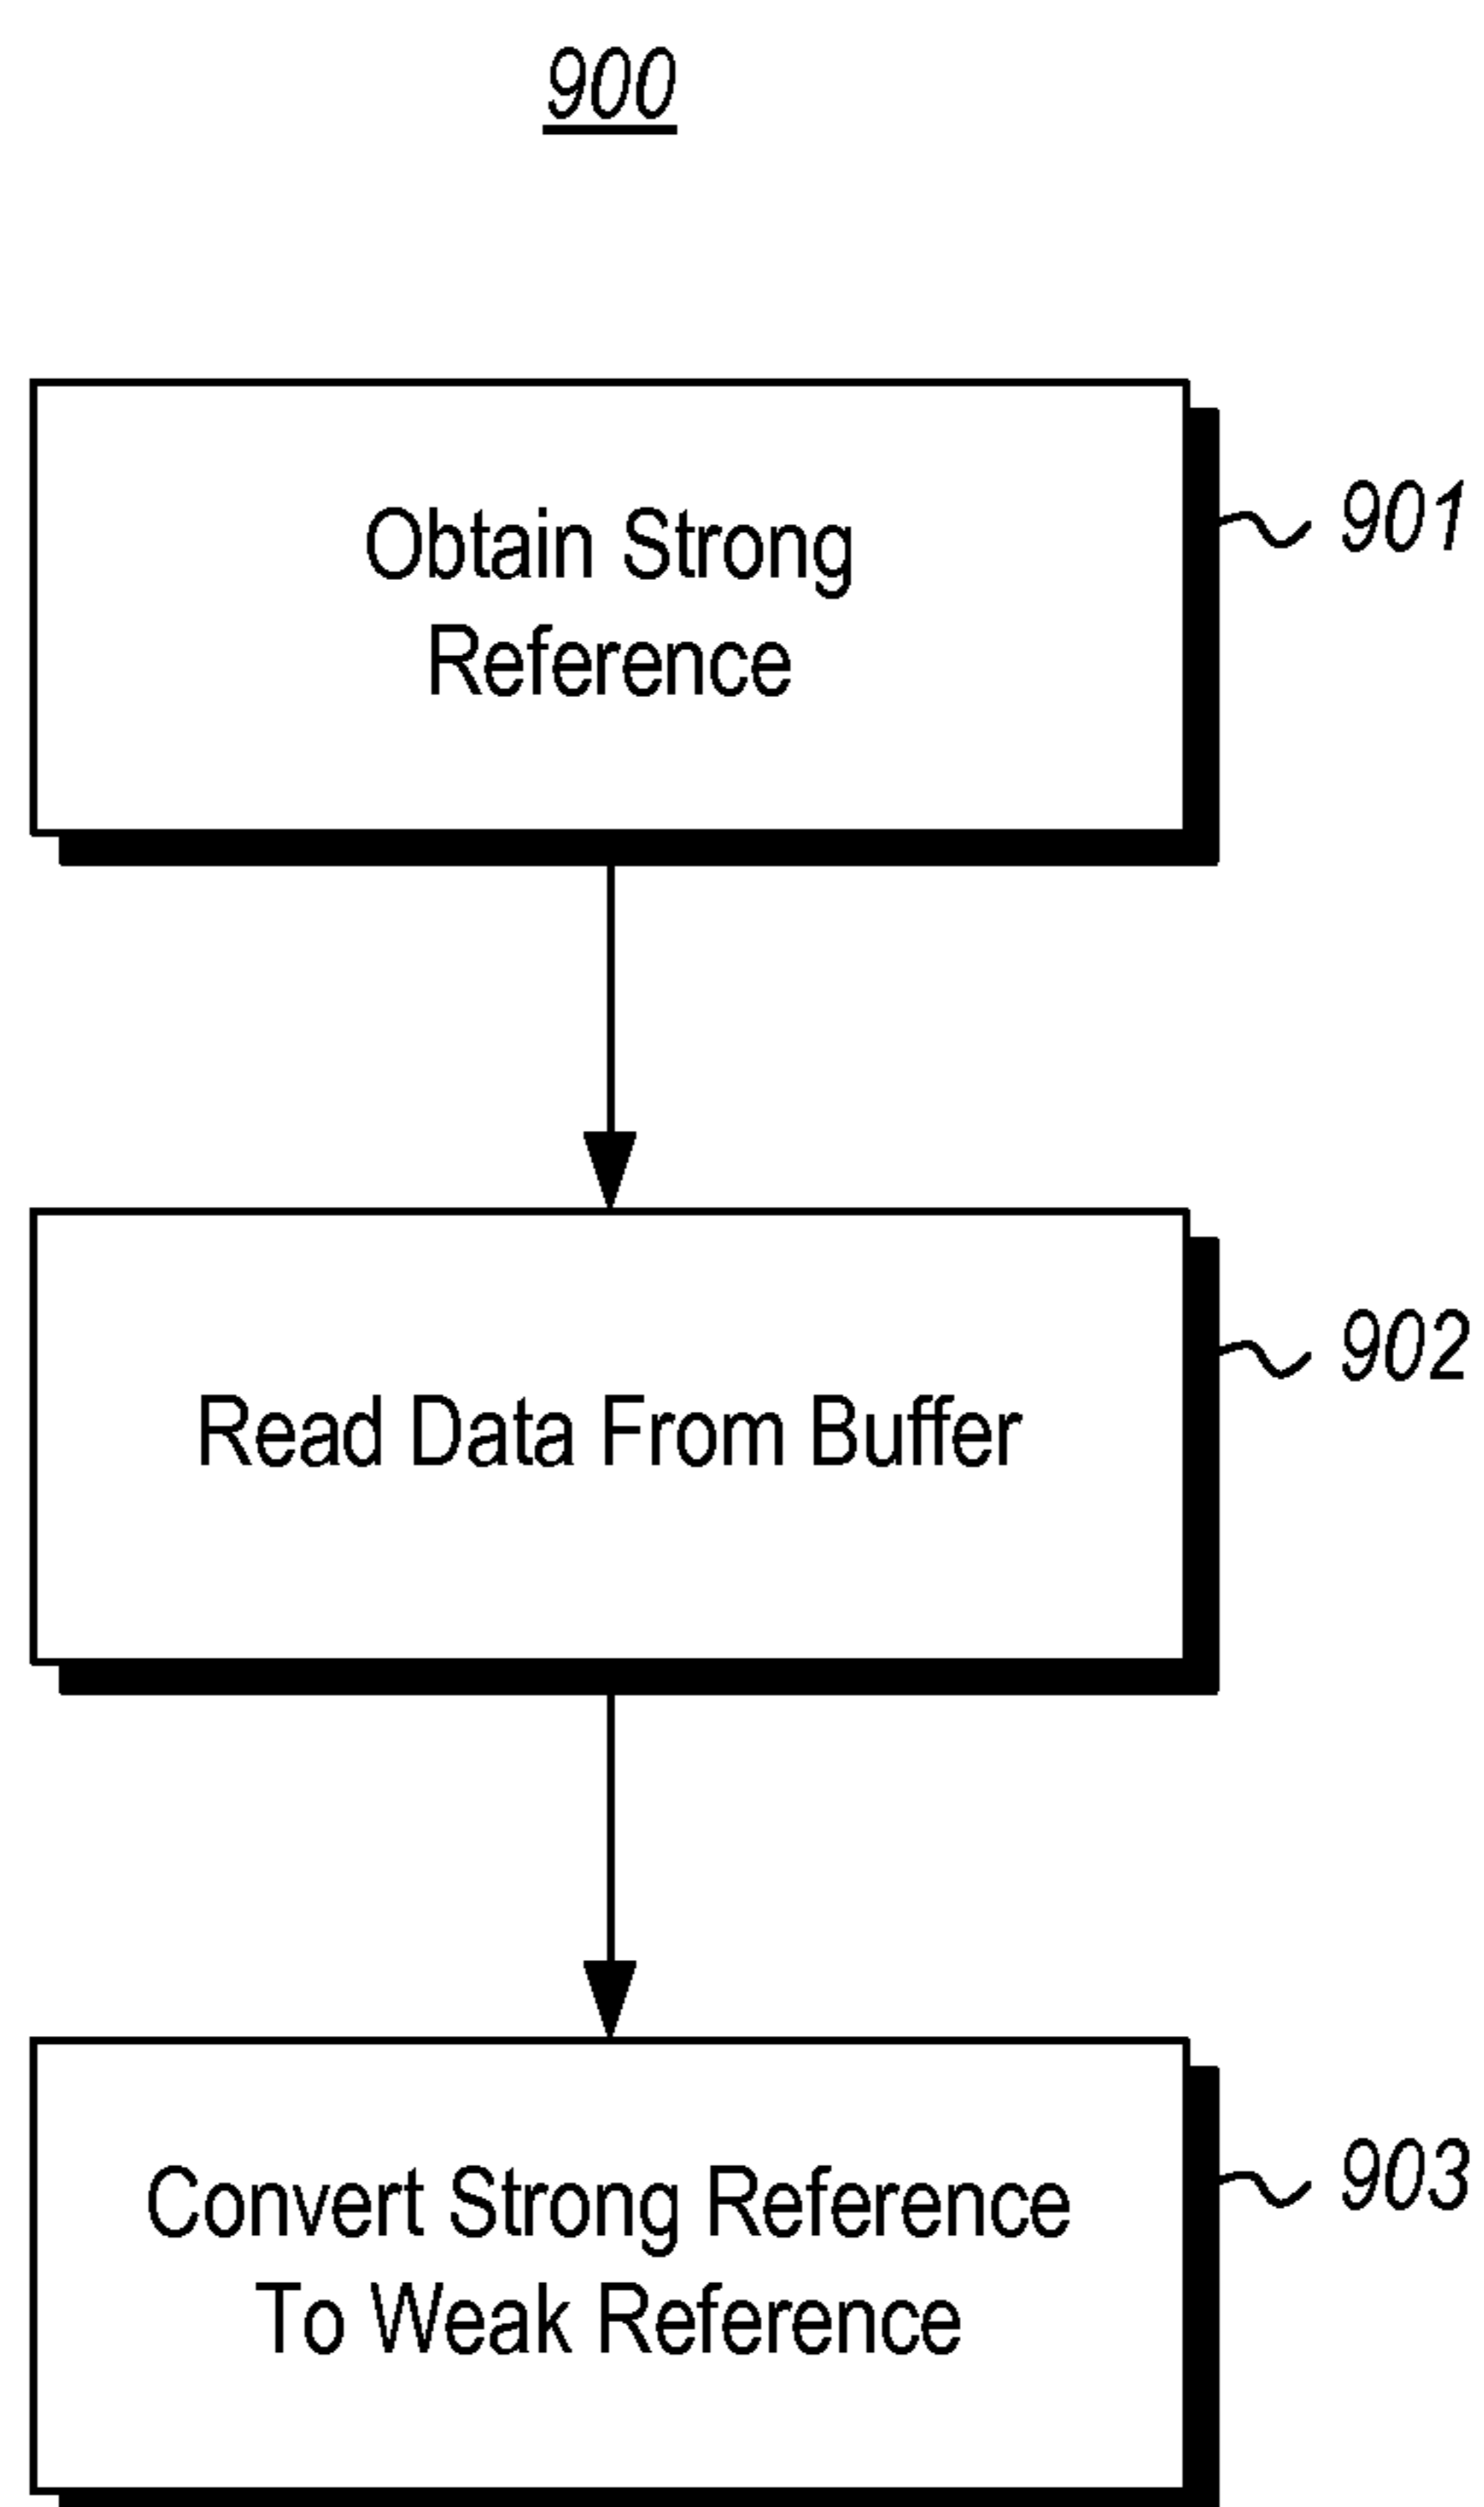 900
Obtain Strong
Reference
901
Read Data From Buffer
902
Convert Strong Reference
To Weak Reference
903